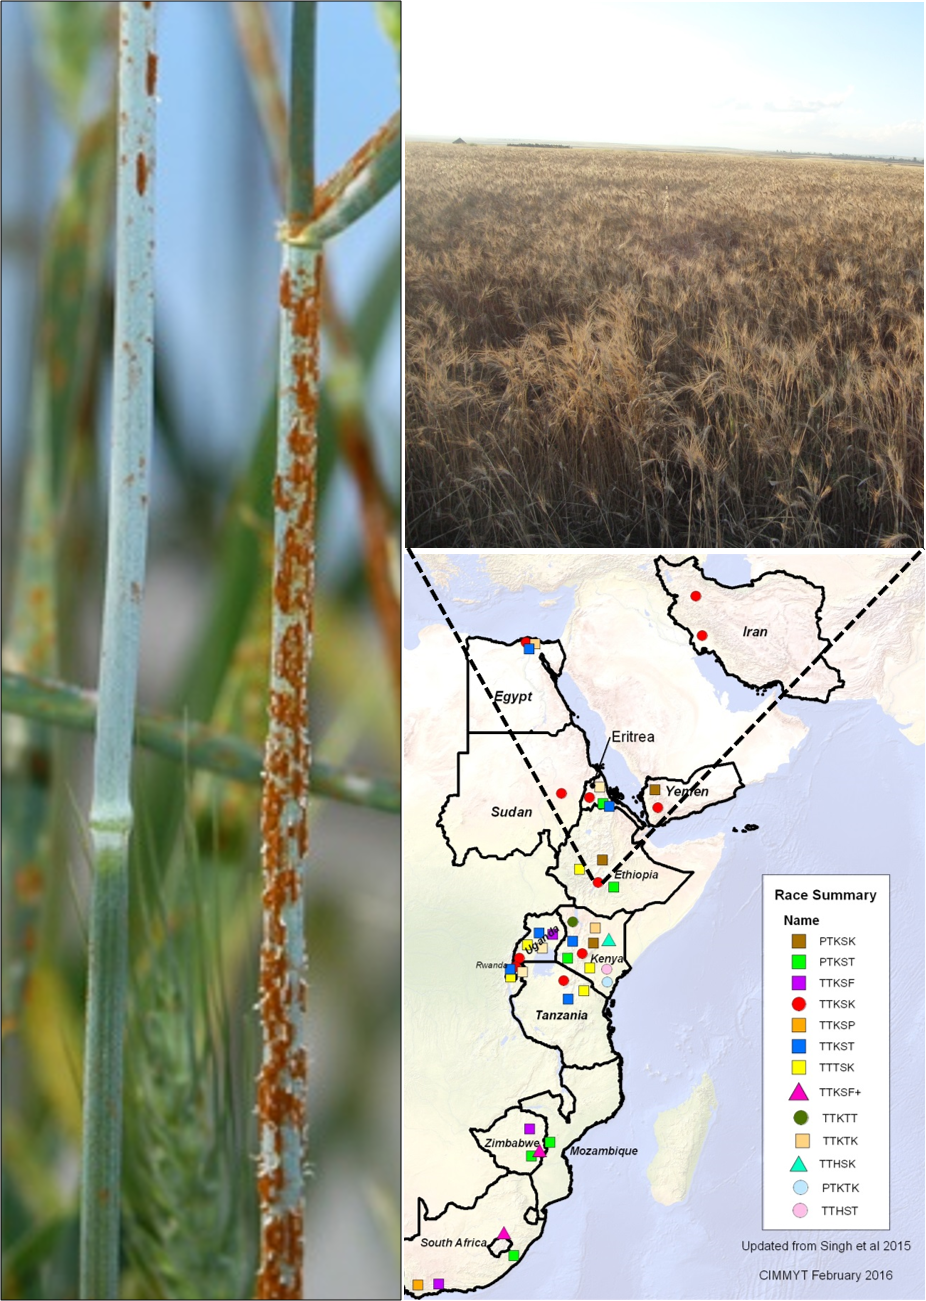 Iran
Egypt
Eritrea
Yemen
Sudan
Ethiopia
Uganda
Kenya
Rwanda
Tanzania
Zimbabwe
Mozambique
South Africa
Race Summary
Name
PTKSK
PTKST
TTKSF
TTKSK
TTKSP
TTKST
TTTSK
TTKSF+
TTKTT
TTKTK
TTHSK
PTKTK
TTHST
Updated from Singh et al 2015
CIMMYT February 2016